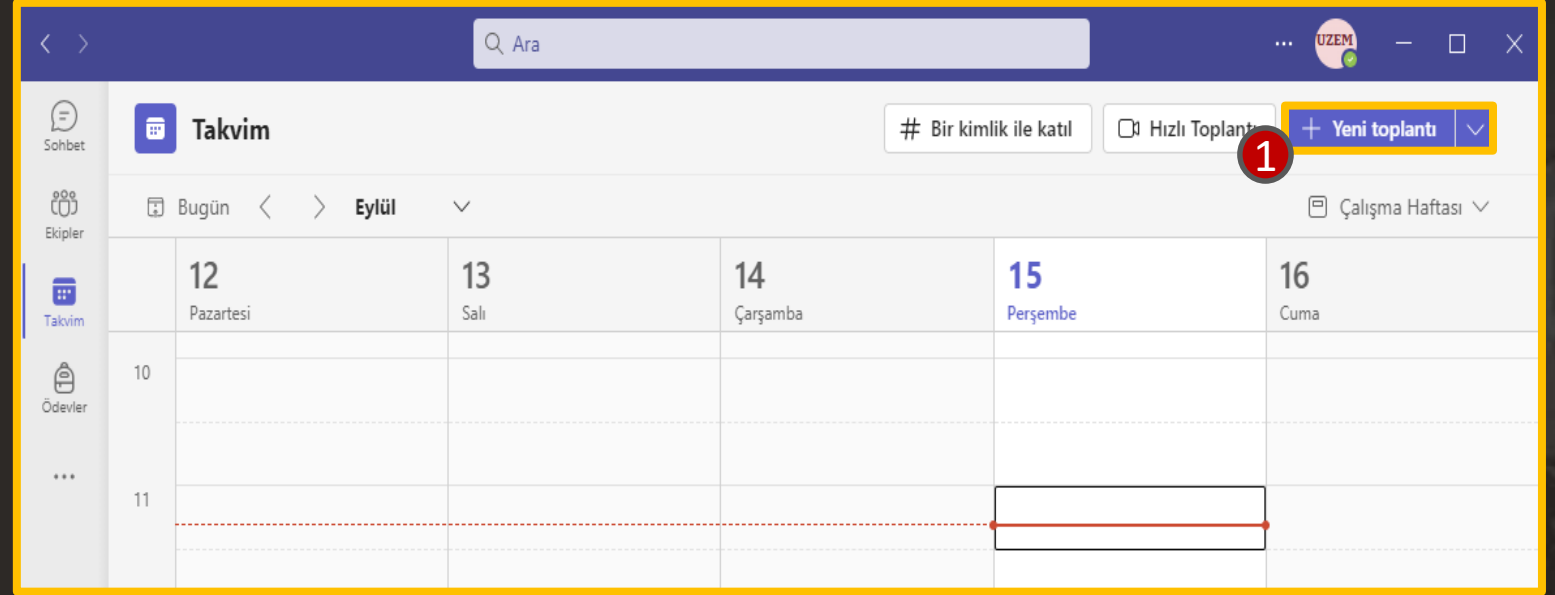 Ara
UZEM
Sohbet
Ekipler
Takvim
Ödevler
Takvim
# Bir kimlik ile katıl
Hızlı Toplantı
1
+ Yeni toplantı
Bugün
Eylül
Çalışma Haftası
12
Pazartesi
13
Salı
14
Çarşamba
15
Perşembe
16
Cuma
10
11